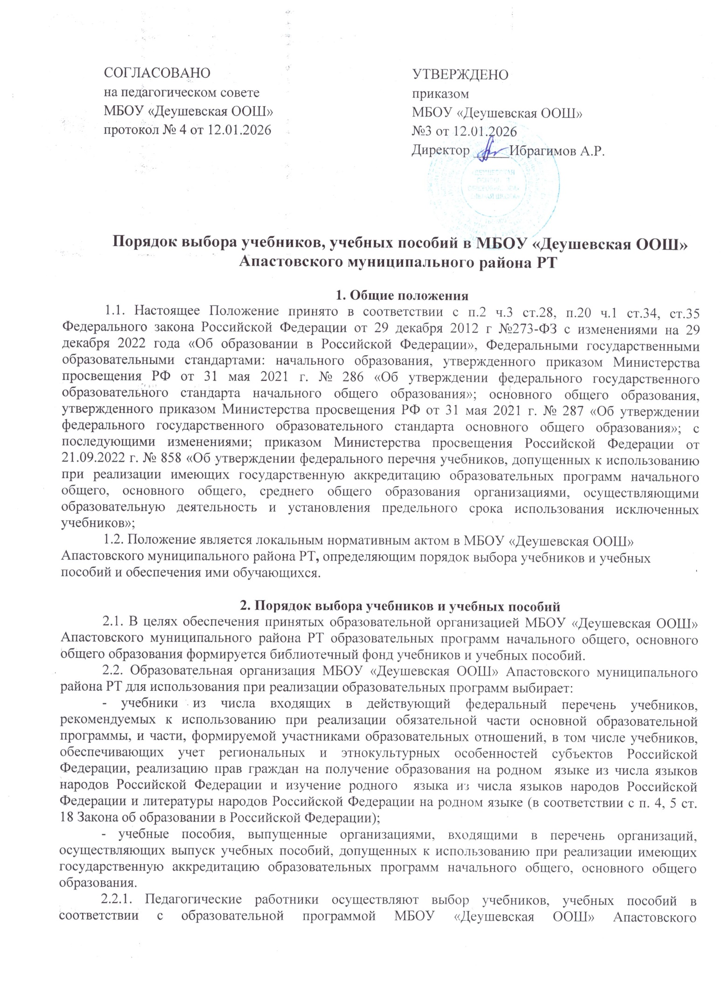 СОГЛАСОВАНО
на педагогическом совете
МБОУ «Деушевская ООШ»
протокол № 4 от 12.01.2026
УТВЕРЖДЕНО
приказом
МБОУ «Деушевская ООШ»
№3 от 12.01.2026
Директор ______Ибрагимов А.Р.
Порядок выбора учебников, учебных пособий в МБОУ «Деушевская ООШ»
Апастовского муниципального района РТ
1. Общие положения
1.1. Настоящее Положение принято в соответствии с п.2 ч.3 ст.28, п.20 ч.1 ст.34, ст.35
Федерального закона Российской Федерации от 29 декабря 2012 г №273-ФЗ с изменениями на 29
декабря 2022 года «Об образовании в Российской Федерации», Федеральными государственными
образовательными стандартами: начального образования, утвержденного приказом Министерства
просвещения РФ от 31 мая 2021 г. № 286 «Об утверждении федерального государственного
образовательного стандарта начального общего образования»; основного общего образования,
утвержденного приказом Министерства просвещения РФ от 31 мая 2021 г. № 287 «Об утверждении
федерального государственного образовательного стандарта основного общего образования»; с
последующими изменениями; приказом Министерства просвещения Российской Федерации от
21.09.2022 г. № 858 «Об утверждении федерального перечня учебников, допущенных к использованию
при реализации имеющих государственную аккредитацию образовательных программ начального
общего, основного общего, среднего общего образования организациями, осуществляющими
образовательную деятельность и установления предельного срока использования исключенных
учебников»;
1.2. Положение является локальным нормативным актом в МБОУ «Деушевская ООШ»
Апастовского муниципального района РТ, определяющим порядок выбора учебников и учебных
пособий и обеспечения ими обучающихся.
2. Порядок выбора учебников и учебных пособий
2.1. В целях обеспечения принятых образовательной организацией МБОУ «Деушевская ООШ»
Апастовского муниципального района РТ образовательных программ начального общего, основного
общего образования формируется библиотечный фонд учебников и учебных пособий.
2.2. Образовательная организация МБОУ «Деушевская ООШ» Апастовского муниципального
района РТ для использования при реализации образовательных программ выбирает:
- учебники из числа входящих в действующий федеральный перечень учебников,
рекомендуемых к использованию при реализации обязательной части основной образовательной
программы, и части, формируемой участниками образовательных отношений, в том числе учебников,
обеспечивающих учет региональных и этнокультурных особенностей субъектов Российской
Федерации, реализацию прав граждан на получение образования на родном языке из числа языков
народов Российской Федерации и изучение родного языка из числа языков народов Российской
Федерации и литературы народов Российской Федерации на родном языке (в соответствии с п. 4, 5 ст.
18 Закона об образовании в Российской Федерации);
- учебные пособия, выпущенные организациями, входящими в перечень организаций,
осуществляющих выпуск учебных пособий, допущенных к использованию при реализации имеющих
государственную аккредитацию образовательных программ начального общего, основного общего
образования.
2.2.1. Педагогические работники осуществляют выбор учебников, учебных пособий в
соответствии с образовательной программой МБОУ «Деушевская ООШ» Апастовского